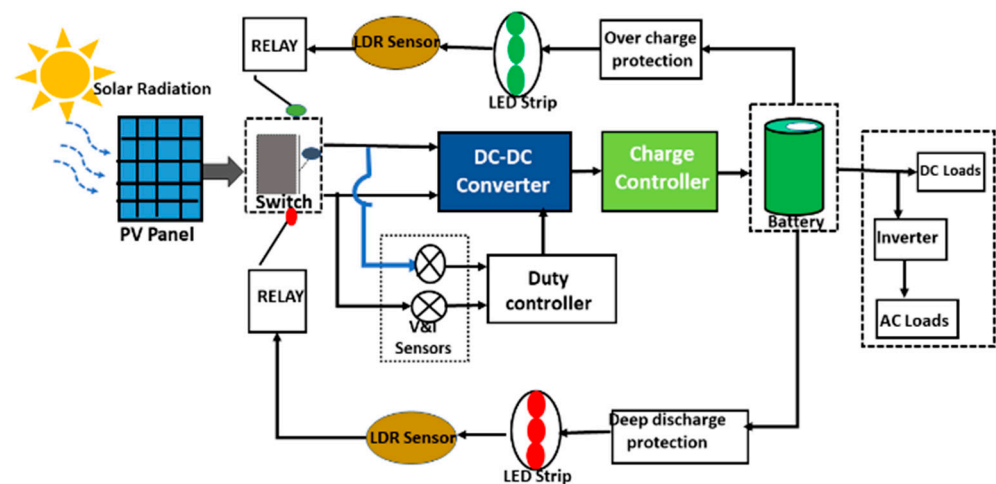 RELAY
LDR Sensor
LED Strip
Over charge
protection
Solar Radiation
PV Panel
Switch
DC-DC
Converter
Charge
Controller
Battery
DC Loads
Inverter
AC Loads
Duty
controller
V&I
Sensors
RELAY
LDR Sensor
LED Strip
Deep discharge
protection